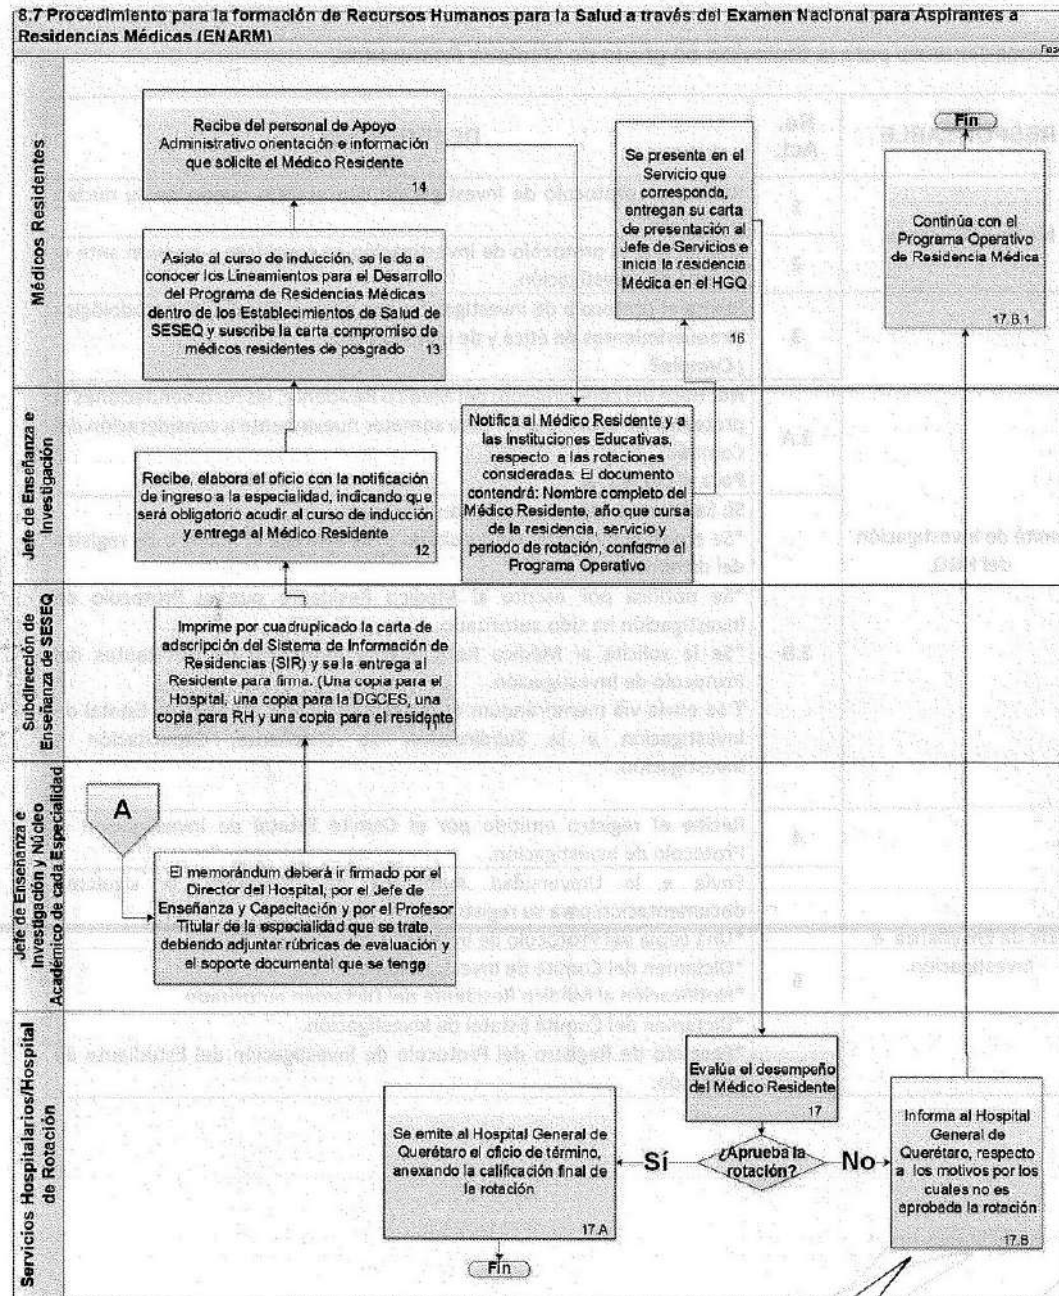 8.7 Procedimiento para la formación de Recursos Humanos para la Salud a través del Examen Nacional para Aspirantes a
Residencias Médicas (ENARM)
Médicos Residentes
Recibe del personal de Apoyo
Administrativo orientación e información
que solicite el Médico Residente
14
Asiste al curso de inducción, se le da a
conocer los Lineamientos para el Desarrollo
del Programa de Residencias Médicas
dentro de los Establecimientos de Salud de
SESEQ y suscribe la carta compromiso de
médicos residentes de posgrado
13
Se presenta en el
Servicio que
corresponda,
entregan su carta
de presentación al
Jefe de Servicios e
inicia la residencia
Médica en el HGQ
16
Fin
Continúa con el
Programa Operativo
de Residencia Médica
17.B.1
Jefe de Enseñanza e
Investigación
Recibe, elabora el oficio con la notificación
de ingreso a la especialidad, indicando que
será obligatorio acudir al curso de inducción
y entrega al Médico Residente
12
Notifica al Médico Residente y a
las Instituciones Educativas,
respecto a las rotaciones
consideradas. El documento
contendrá: Nombre completo del
Médico Residente, año que cursa
de la residencia, servicio y
periodo de rotación, conforme el
Programa Operativo
Subdirección de
Enseñanza de SESEQ
Imprime por cuadruplicado la carta de
adscripción del Sistema de Información de
Residencias (SIR) y se la entrega al
Residente para firma. (Una copia para el
Hospital, una copia para la DGCES, una
copia para RH y una copia para el residente
11
Jefe de Enseñanza e
Investigación y Núcleo
Académico de cada Especialidad
A
El memorándum deberá ir firmado por el
Director del Hospital, por el Jefe de
Enseñanza y Capacitación y por el Profesor
Titular de la especialidad que se trate,
debiendo adjuntar rúbricas de evaluación y
el soporte documental que se tenga
Servicios Hospitalarios/Hospital
de Rotación
Evalúa el desempeño
del Médico Residente
17
¿Aprueba la
rotación?
Sí
No
Se emite al Hospital General de
Querétaro el oficio de término,
anexando la calificación final de
la rotación
17.A
Fin
Informa al Hospital
General de
Querétaro, respecto
a los motivos por los
cuales no es
aprobada la rotación
17.B